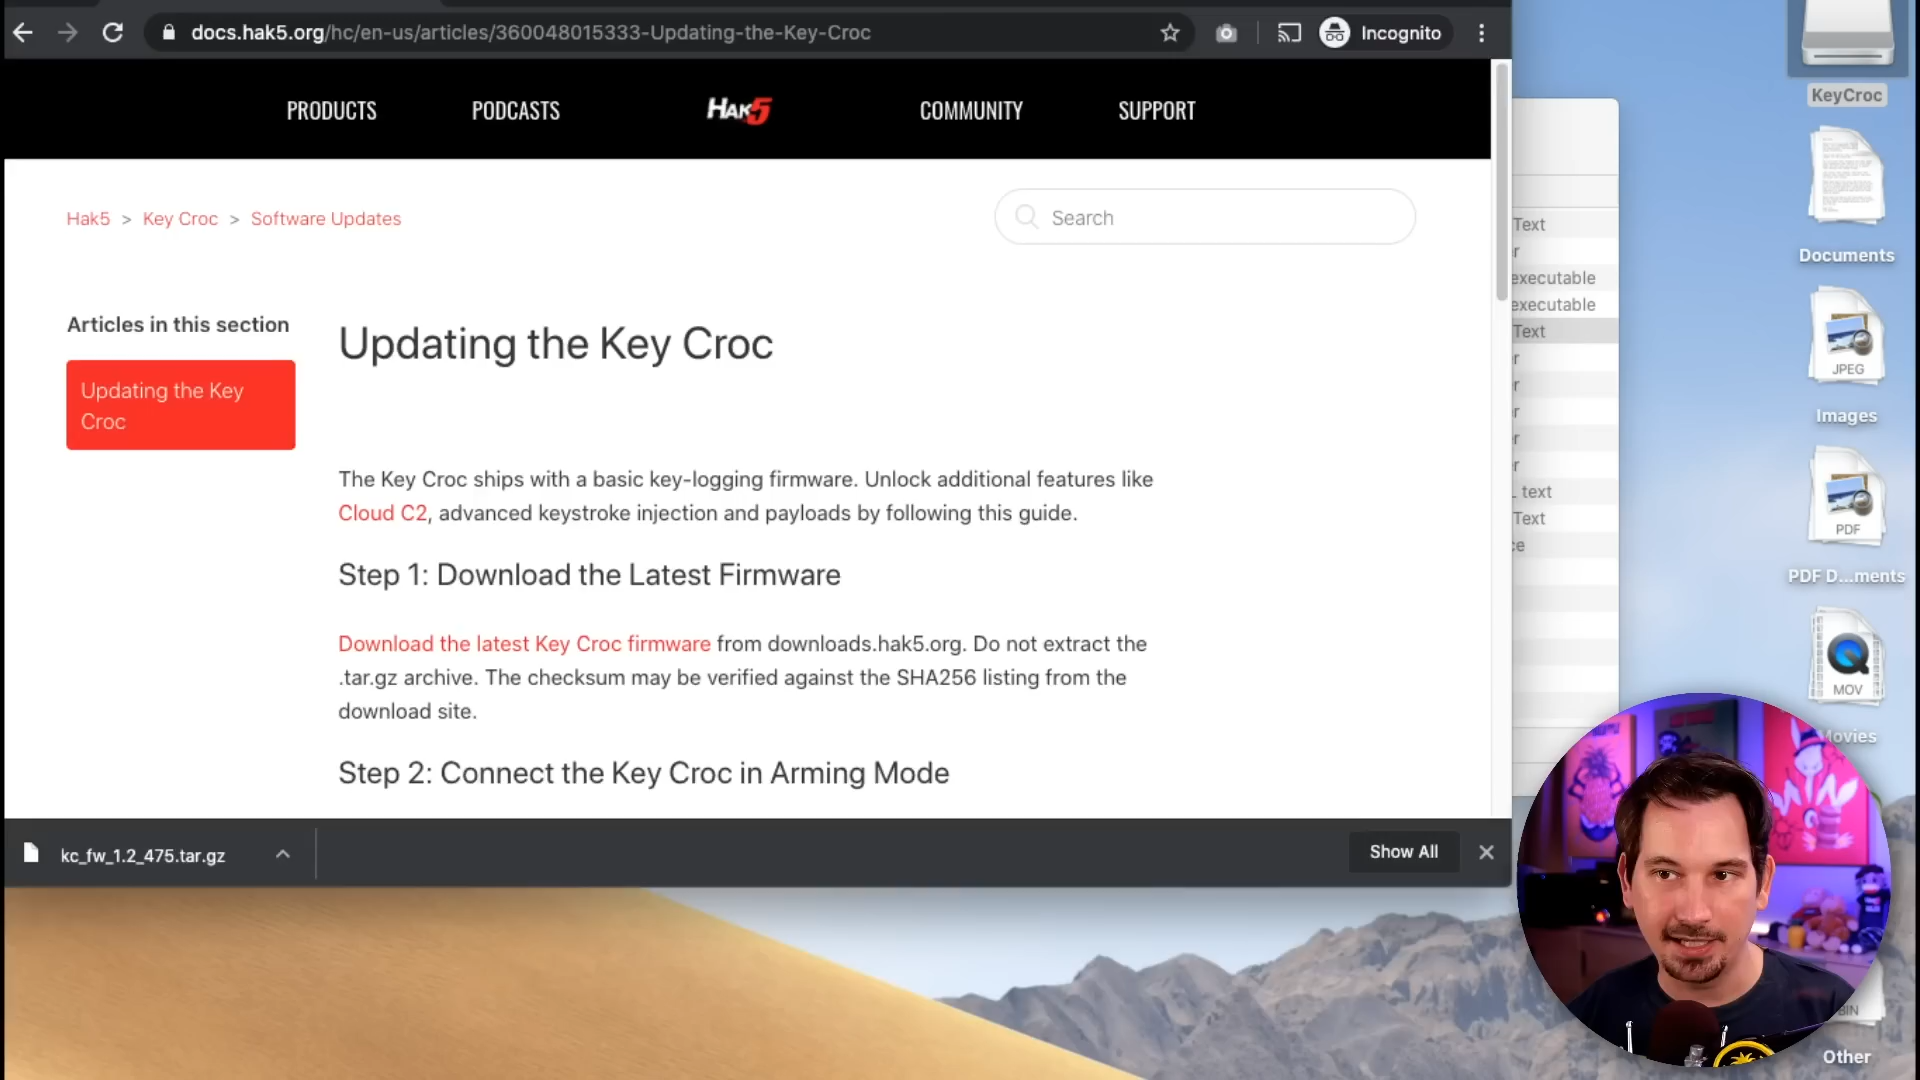 docs.hak5.org/hc/en-us/articles/360048015333-Updating-the-Key-Croc
Incognito
PRODUCTS
PODCASTS
HAK5
COMMUNITY
SUPPORT
Hak5 > Key Croc > Software Updates
Search
Articles in this section
Updating the Key
Croc
Updating the Key Croc
The Key Croc ships with a basic key-logging firmware. Unlock additional features like
Cloud C2, advanced keystroke injection and payloads by following this guide.
Step 1: Download the Latest Firmware
Download the latest Key Croc firmware from downloads.hak5.org. Do not extract the
.tar.gz archive. The checksum may be verified against the SHA256 listing from the
download site.
Step 2: Connect the Key Croc in Arming Mode
kc_fw_1.2_475.tar.gz
Show All
Text
r
executable
executable
Text
r
r
r
r
r
L text
Text
ce
KeyCroc
Documents
JPEG
Images
PDF
PDF D...ments
MOV
Movies
BIN
Other